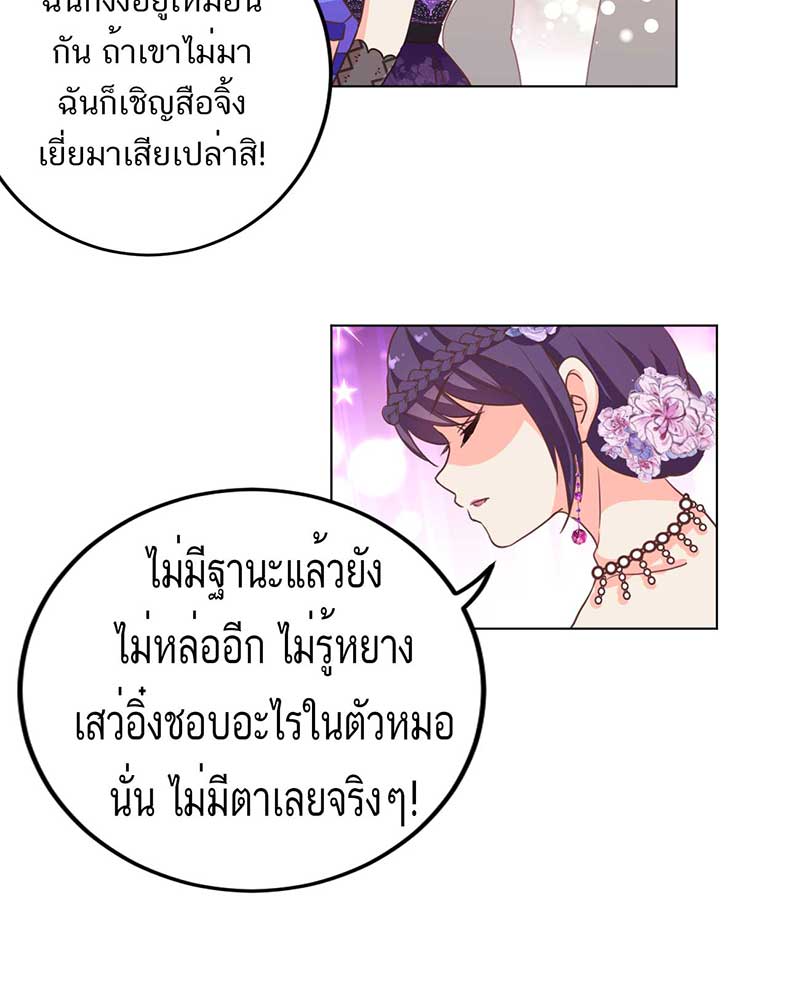 กัน ถ้าเขาไม่มา
ฉันก็เชิญสือจิ้ง
เยี่ยมาเสียเปล่าสิ!
ไม่มีฐานะแล้วยัง
ไม่หล่ออีก ไม่รู้หยาง
เสว่อิ๋งชอบอะไรในตัวหมอ
นั่น ไม่มีตาเลยจริงๆ!